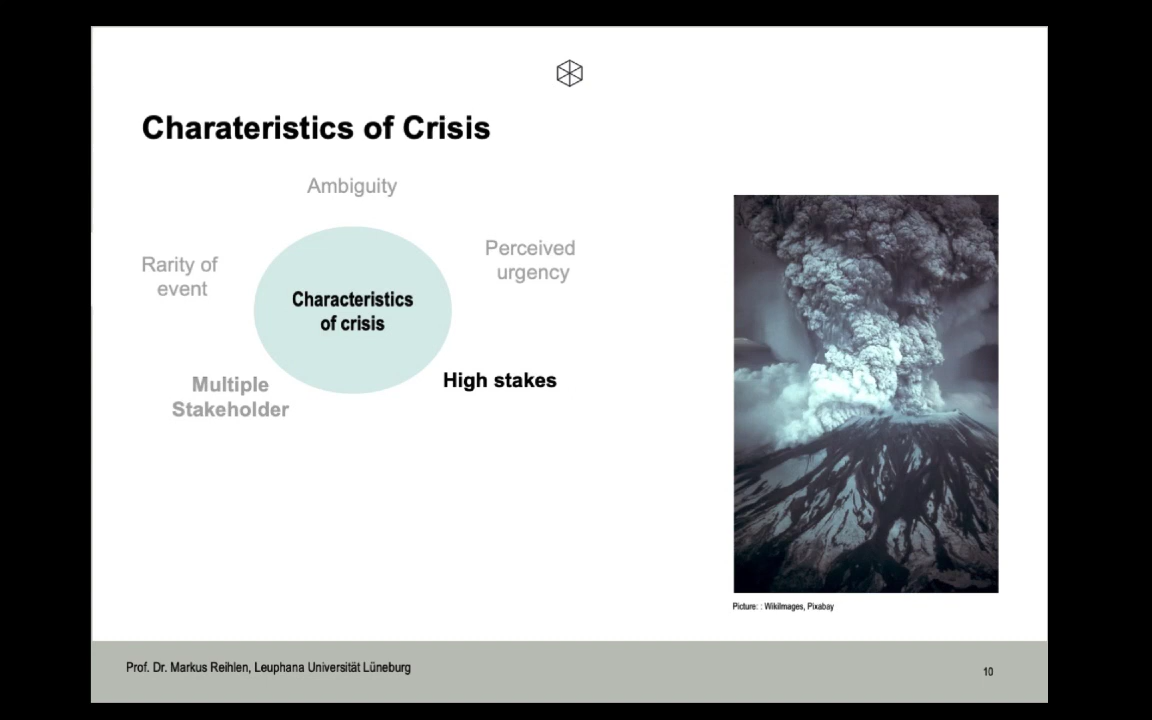 Charateristics of Crisis
Ambiguity
Perceived
urgency
Rarity of
event
Characteristics
of crisis
High stakes
Multiple
Stakeholder
Picture: : WikiImages, Pixabay
Prof. Dr. Markus Reihlen, Leuphana Universität Lüneburg
10